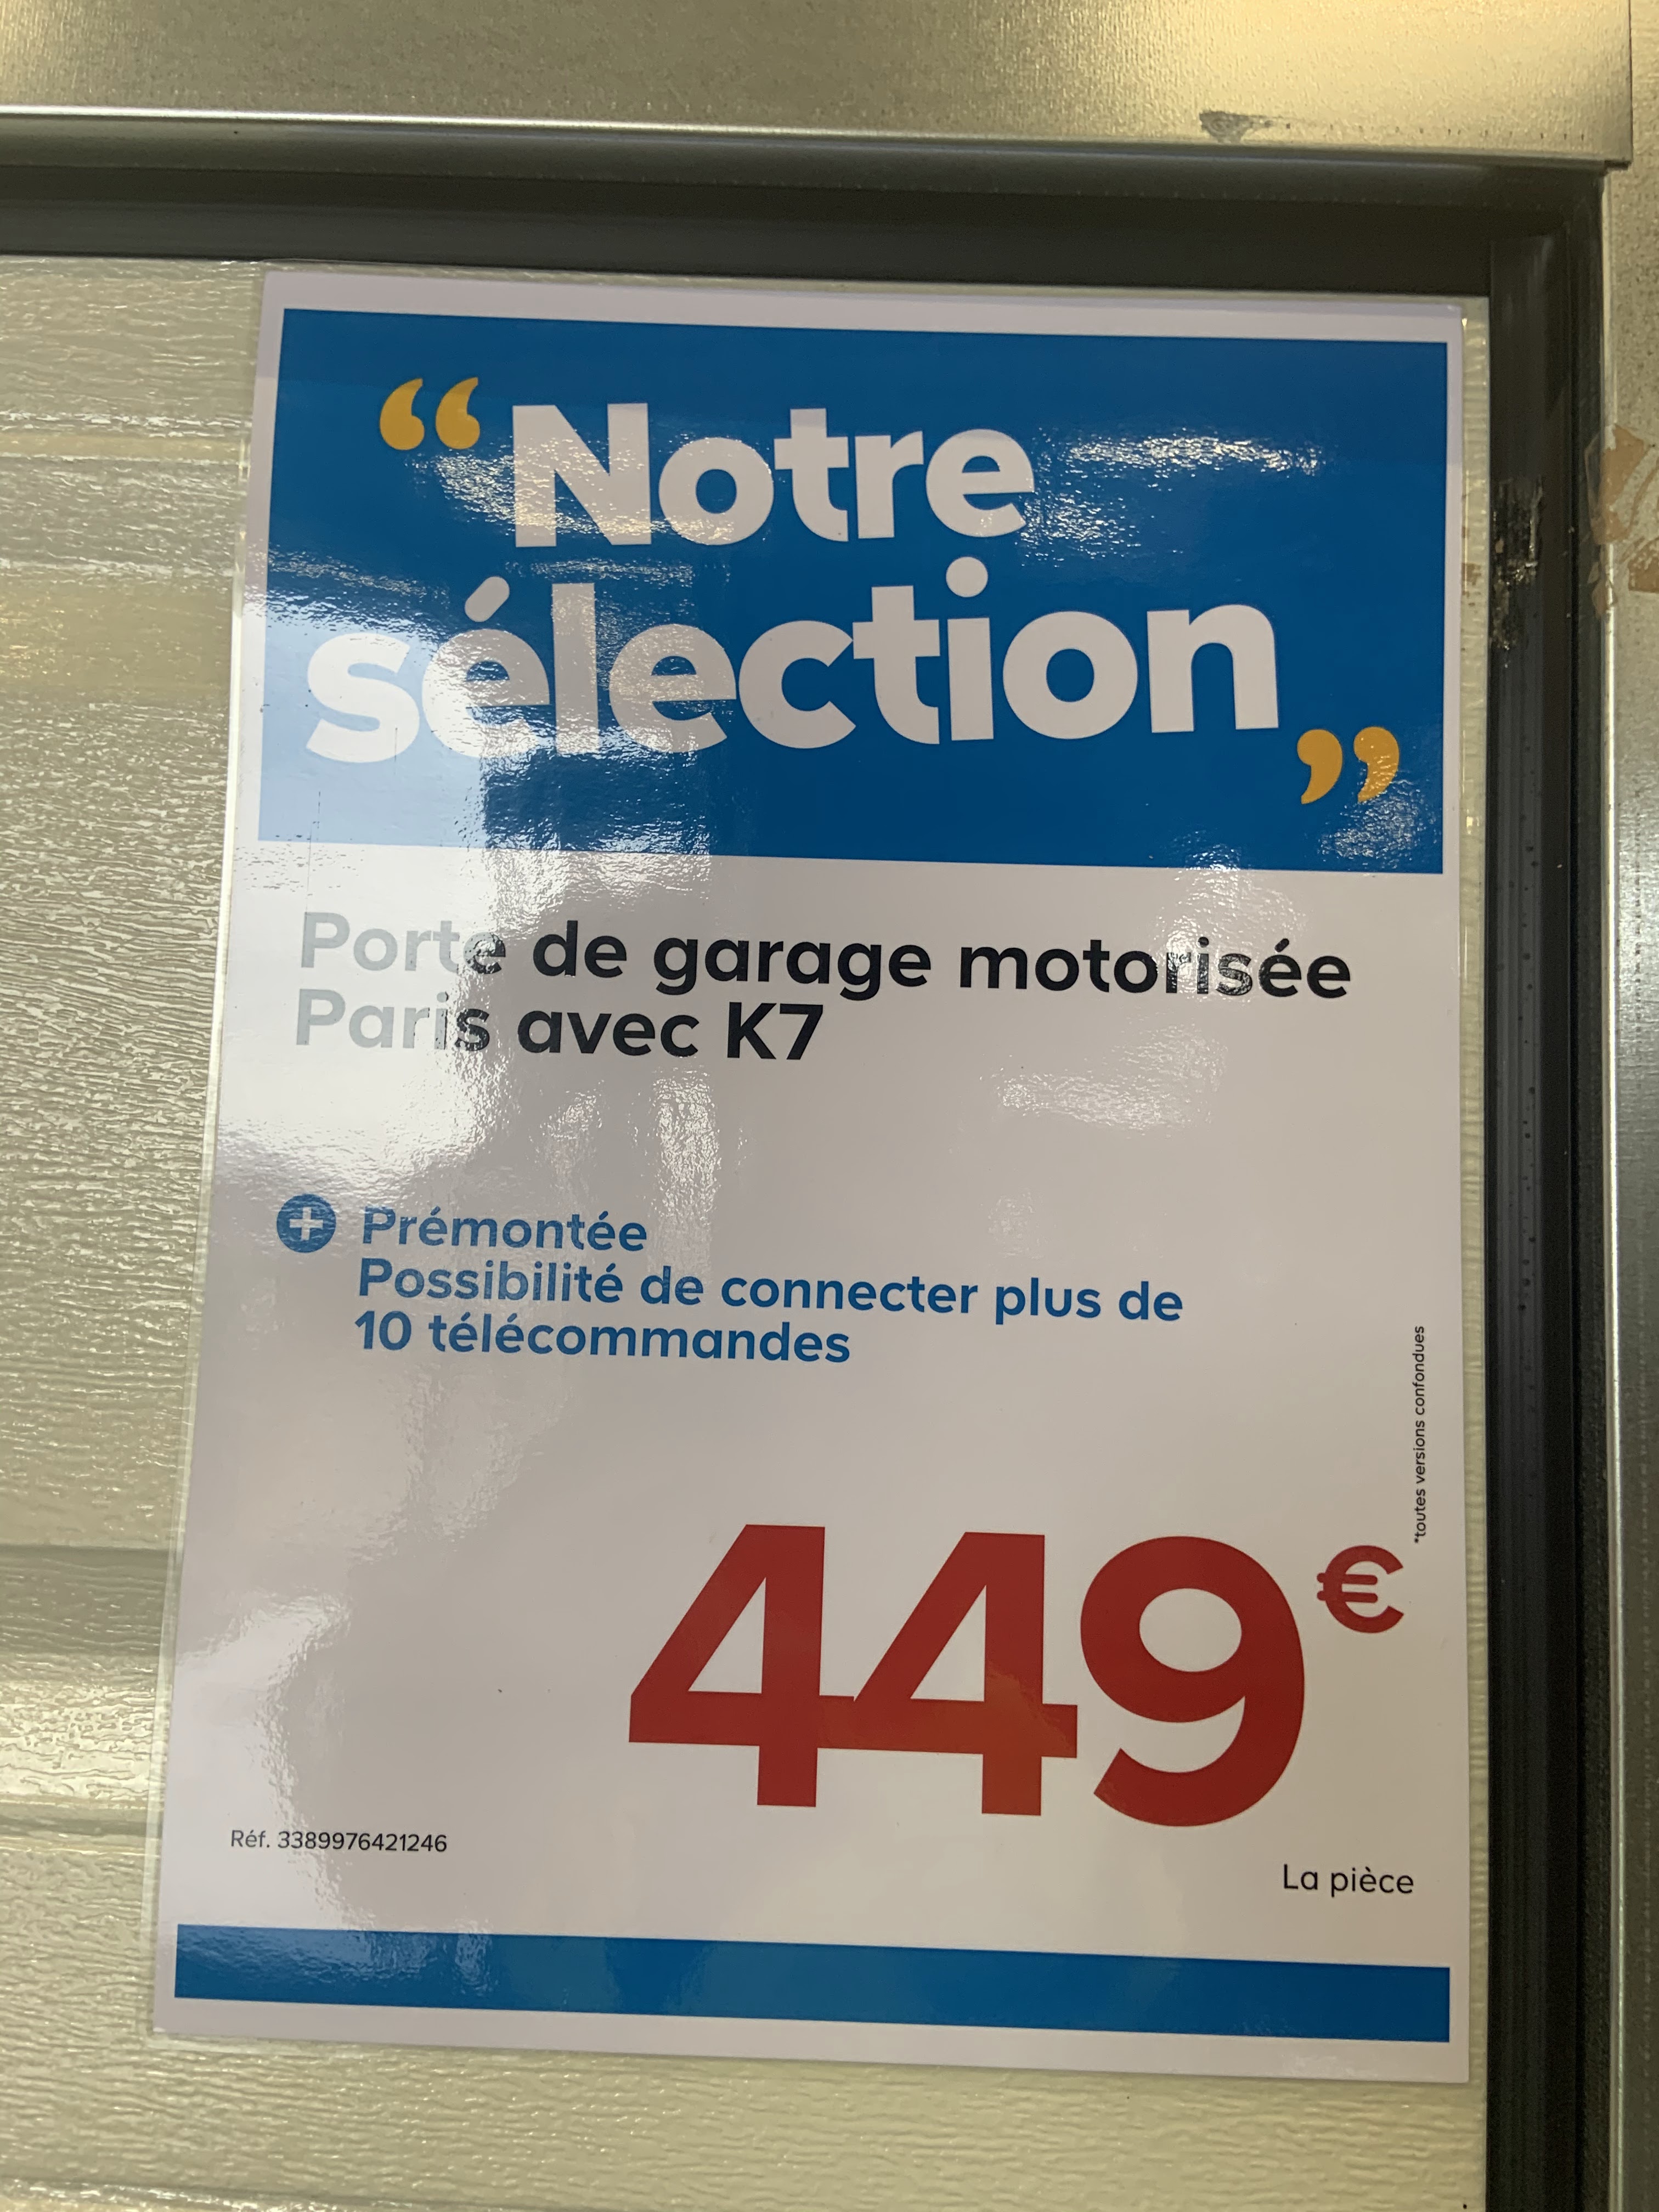 “Notre
sélection”
Porte de garage motorisée
Paris avec K7
+ Prémontée
Possibilité de connecter plus de
10 télécommandes
*toutes versions confondues
449€
Réf. 3389976421246
La pièce